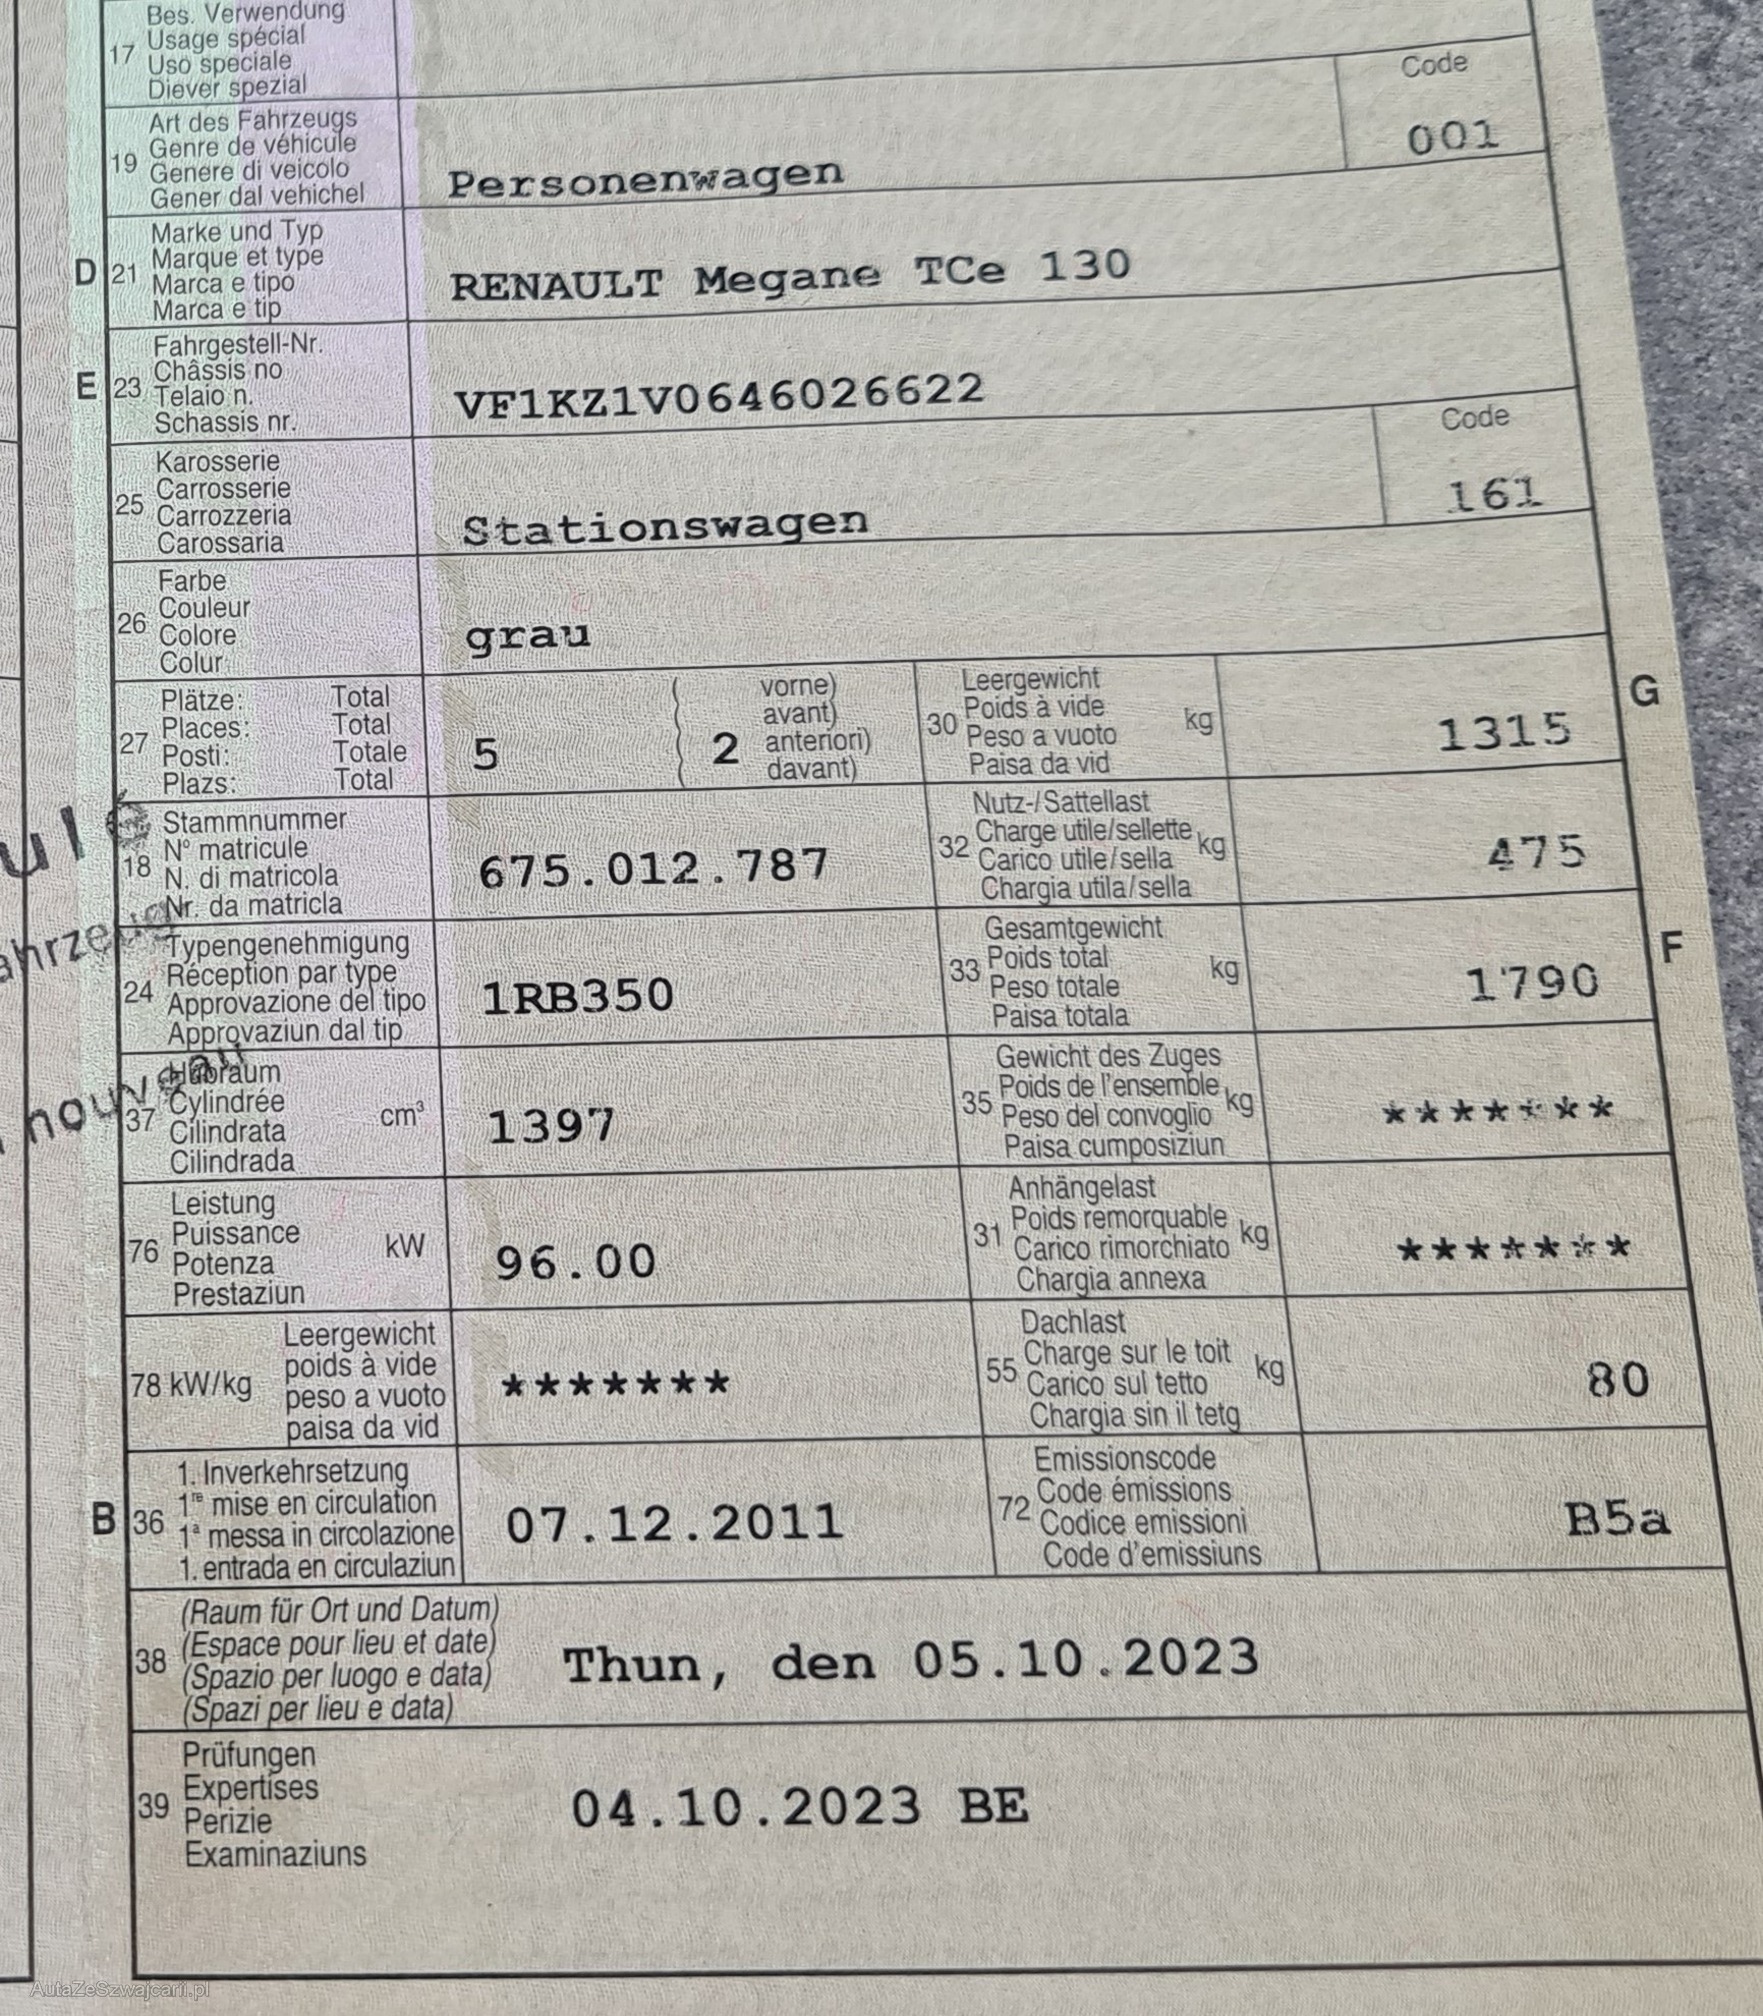 Bes. Verwendung
17 Usage spécial
Uso speciale
Diever spezial
Code
Art des Fahrzeugs
19 Genre de véhicule
Genere di veicolo
Gener dal vehichel
Personenwagen
001
Marke und Typ
D 21 Marque et type
Marca e tipo
Marca e tip
RENAULT Megane TCe 130
Fahrgestell-Nr.
E 23 Châssis no
Telaio n.
Schassis nr.
VF1KZ1V0646026622
Code
Karosserie
25 Carrosserie
Carrozzeria
Carossaria
Stationswagen
161
Farbe
26 Couleur
Colore
Colur
grau
Plätze: Total
27 Places: Total
Posti: Totale
Plazs: Total
5
( 2 vorne)
avant)
anteriori)
davant)
Leergewicht
30 Poids à vide kg
Peso a vuoto
Paisa da vid
1315
G
Stammnummer
18 N° matricule
N. di matricola
Nr. da matricla
675.012.787
Nutz-/Sattellast
32 Charge utile/sellette kg
Carico utile/sella
Chargia utila/sella
475
Typengenehmigung
24 Réception par type
Approvazione del tipo
Approvaziun dal tip
1RB350
Gesamtgewicht
33 Poids total kg
Peso totale
Paisa totala
1790
F
Hubraum
37 Cylindrée cm³
Cilindrata
Cilindrada
1397
Gewicht des Zuges
35 Poids de l'ensemble kg
Peso del convoglio
Paisa cumposiziun
*******
Leistung
76 Puissance kW
Potenza
Prestaziun
96.00
Anhängelast
31 Poids remorquable kg
Carico rimorchiato
Chargia annexa
*******
Leergewicht
78 kW/kg poids à vide
peso a vuoto
paisa da vid
*******
Dachlast
55 Charge sur le toit kg
Carico sul tetto
Chargia sin il tetg
80
1. Inverkehrsetzung
B 36 1re mise en circulation
1a messa in circolazione
1. entrada en circulaziun
07.12.2011
Emissionscode
72 Code émissions
Codice emissioni
Code d'emissiuns
B5a
(Raum für Ort und Datum)
38 (Espace pour lieu et date)
(Spazio per luogo e data)
(Spazi per lieu e data)
Thun, den 05.10.2023
Prüfungen
39 Expertises
Perizie
Examinaziuns
04.10.2023 BE
AutaZeSzwajcarii.pl